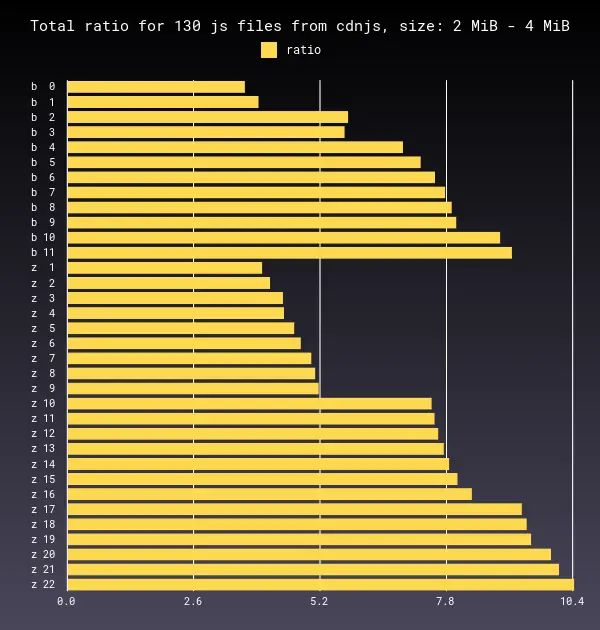 Total ratio for 130 js files from cdnjs, size: 2 MiB - 4 MiB
ratio
b 0
b 1
b 2
b 3
b 4
b 5
b 6
b 7
b 8
b 9
b 10
b 11
z 1
z 2
z 3
z 4
z 5
z 6
z 7
z 8
z 9
z 10
z 11
z 12
z 13
z 14
z 15
z 16
z 17
z 18
z 19
z 20
z 21
z 22
0.0 2.6 5.2 7.8 10.4